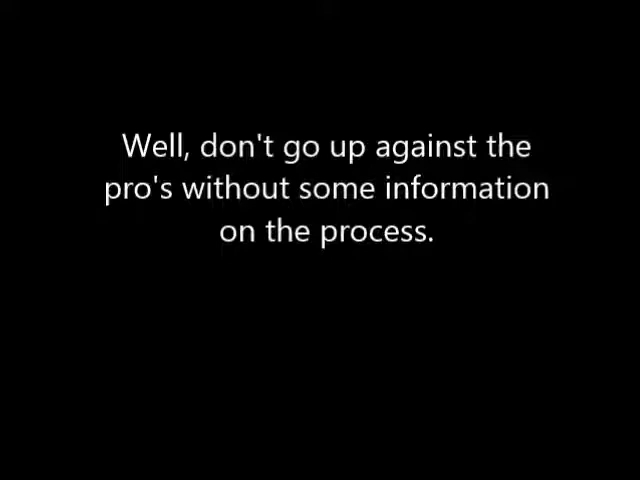 Well, don't go up against the
pro's without some information
on the process.